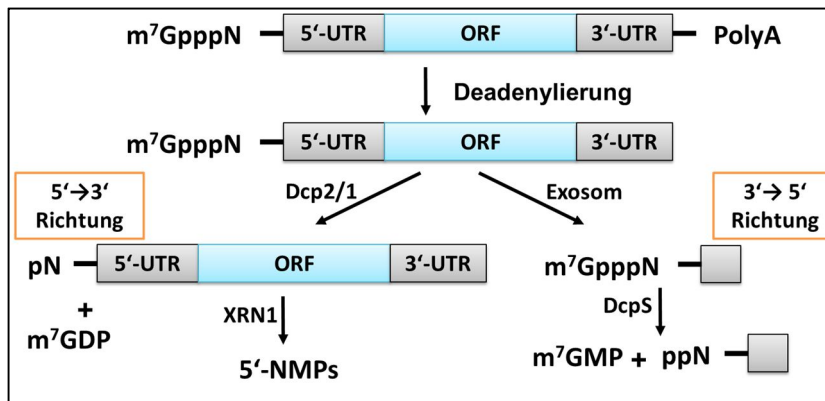 m⁷GpppN 5‘-UTR ORF 3‘-UTR PolyA
Deadenylierung
m⁷GpppN 5‘-UTR ORF 3‘-UTR
5‘→3‘
Richtung
Dcp2/1
Exosom
3‘→ 5‘
Richtung
pN 5‘-UTR ORF 3‘-UTR
m⁷GpppN
+
m⁷GDP
XRN1
DcpS
5‘-NMPs
m⁷GMP + ppN